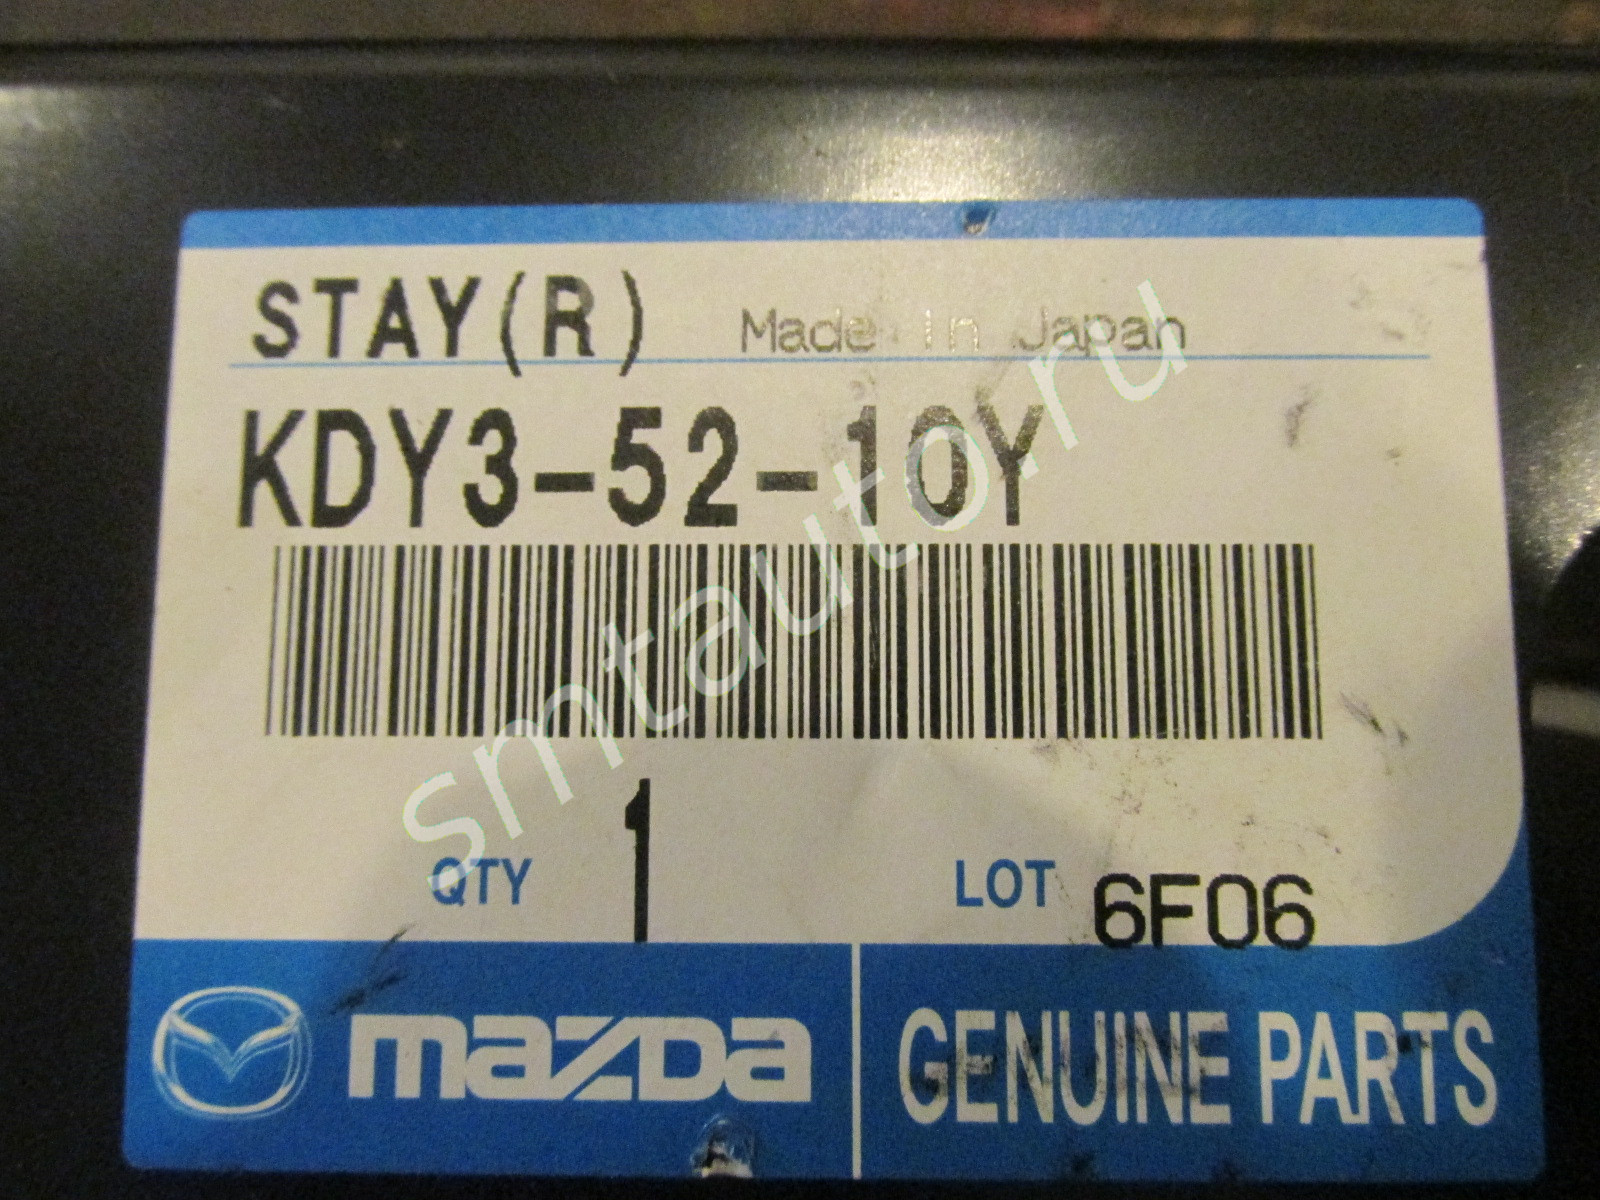 STAY(R) Made in Japan
KDY3-52-10Y
QTY 1 LOT 6F06
mazda GENUINE PARTS
smtauto.ru